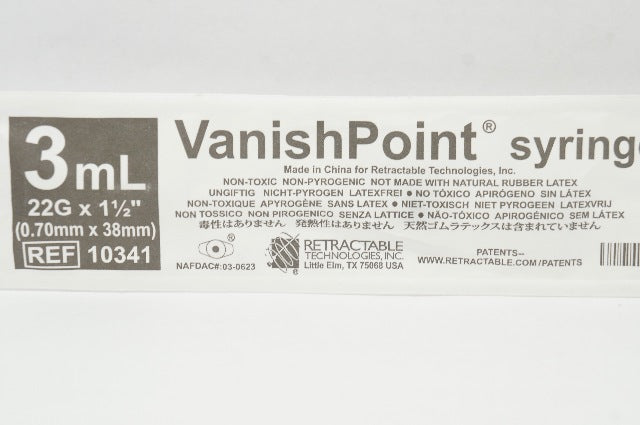 3 mL
22G x 1½"
(0.70mm x 38mm)
REF 10341
VanishPoint® syringe
Made in China for Retractable Technologies, Inc.
NON-TOXIC NON-PYROGENIC NOT MADE WITH NATURAL RUBBER LATEX
UNGIFTIG NICHT-PYROGEN LATEXFREI • NO TÓXICO APIRÓGENO SIN LÁTEX
NON-TOXIQUE APYROGÈNE SANS LATEX • NIET-TOXISCH NIET PYROGEEN LATEXVRIJ
NON TOSSICO NON PIROGENICO SENZA LATTICE • NÃO-TÓXICO APIROGÉNICO SEM LÁTEX
毒性はありません 発熱性はありません 天然ゴムラテックスは含まれていません
®
NAFDAC#:03-0623
RETRACTABLE
TECHNOLOGIES, INC.
®
Little Elm, TX 75068 USA
PATENTS--
WWW.RETRACTABLE.COM/PATENTS